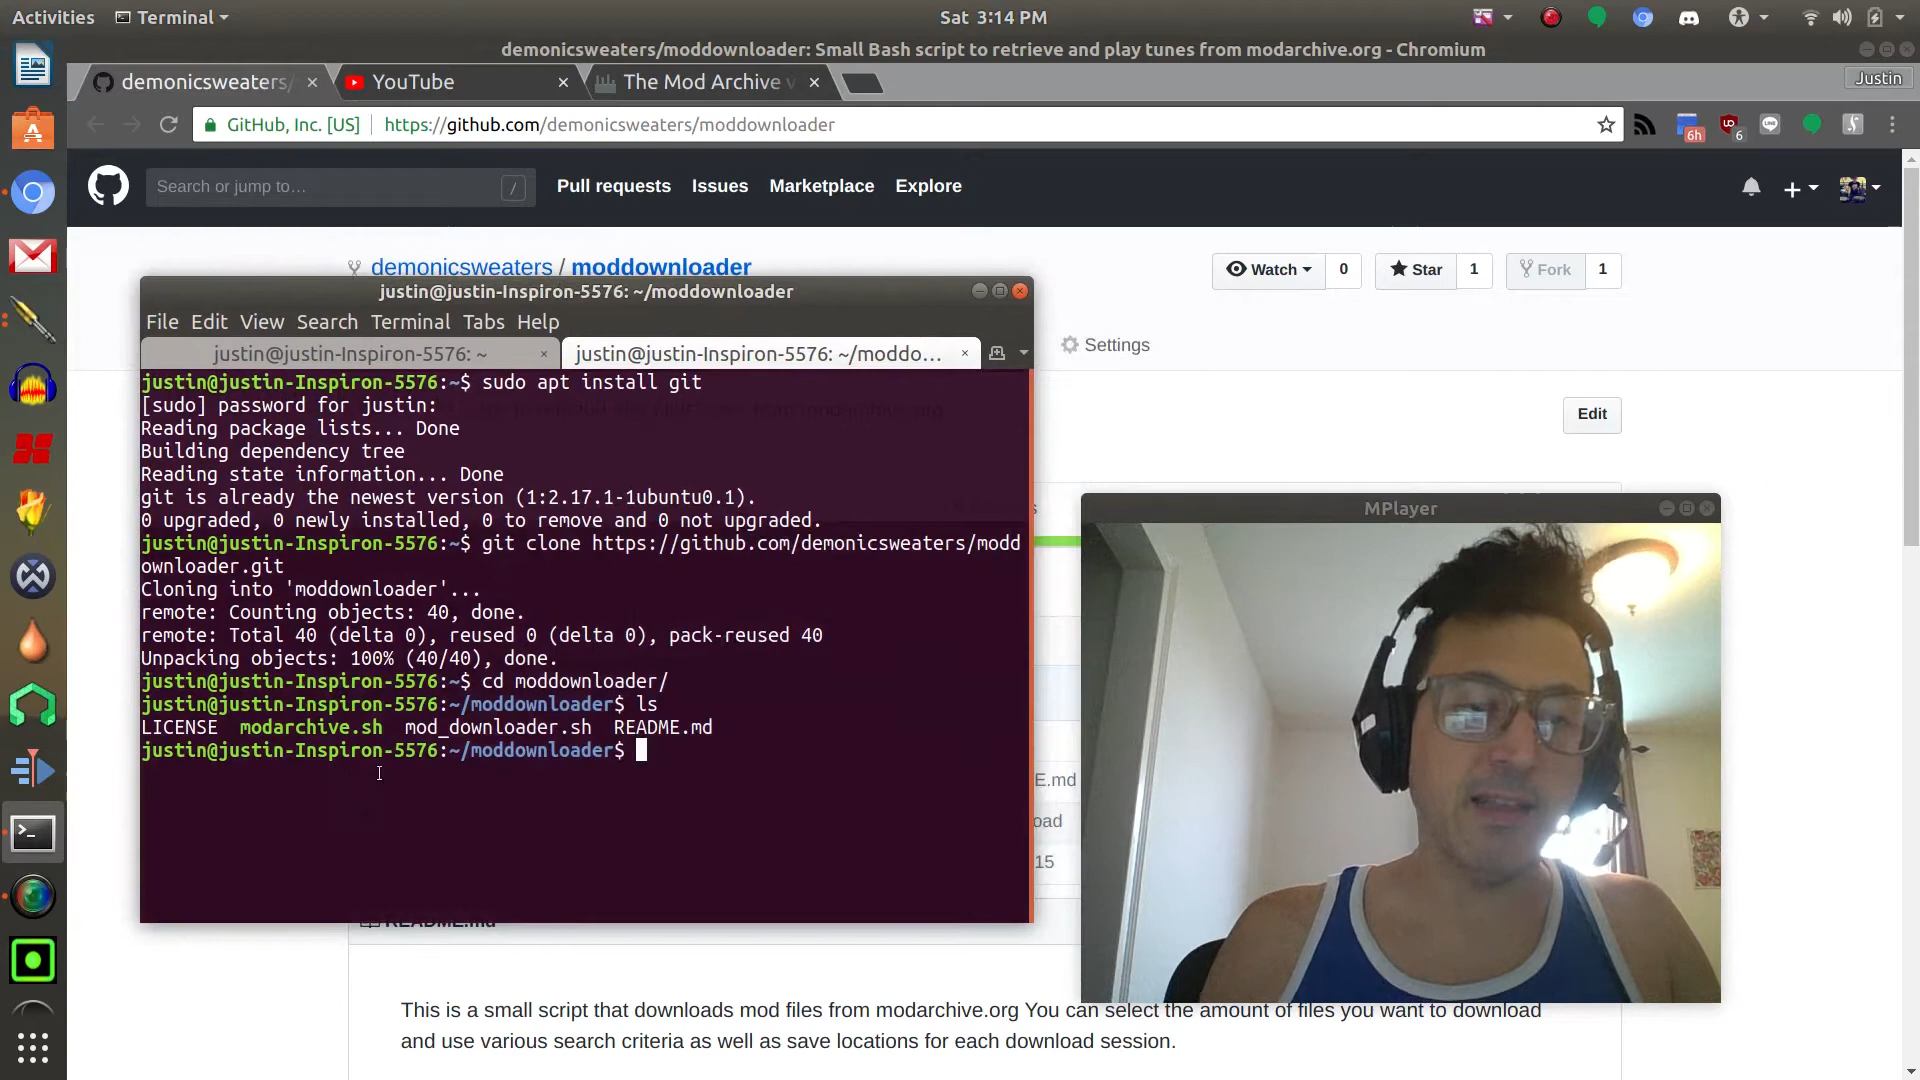 Activities Terminal Sat 3:14 PM
demonicsweaters/moddownloader: Small Bash script to retrieve and play tunes from modarchive.org - Chromium
demonicsweaters/ YouTube The Mod Archive v Justin
GitHub, Inc. [US] https://github.com/demonicsweaters/moddownloader 6h 6
Search or jump to… / Pull requests Issues Marketplace Explore
demonicsweaters / moddownloader Watch 0 Star 1 Fork 1
justin@justin-Inspiron-5576: ~/moddownloader
File Edit View Search Terminal Tabs Help
Settings
justin@justin-Inspiron-5576: ~ justin@justin-Inspiron-5576: ~/moddo...
justin@justin-Inspiron-5576:~$ sudo apt install git
[sudo] password for justin:
Edit
Reading package lists... Done
Building dependency tree
Reading state information... Done
git is already the newest version (1:2.17.1-1ubuntu0.1).
MPlayer
0 upgraded, 0 newly installed, 0 to remove and 0 not upgraded.
justin@justin-Inspiron-5576:~$ git clone https://github.com/demonicsweaters/modd
ownloader.git
Cloning into 'moddownloader'...
remote: Counting objects: 40, done.
remote: Total 40 (delta 0), reused 0 (delta 0), pack-reused 40
Unpacking objects: 100% (40/40), done.
justin@justin-Inspiron-5576:~$ cd moddownloader/
justin@justin-Inspiron-5576:~/moddownloader$ ls
LICENSE modarchive.sh mod_downloader.sh README.md
justin@justin-Inspiron-5576:~/moddownloader$
E.md
oad
15
README.md
This is a small script that downloads mod files from modarchive.org You can select the amount of files you want to download
and use various search criteria as well as save locations for each download session.